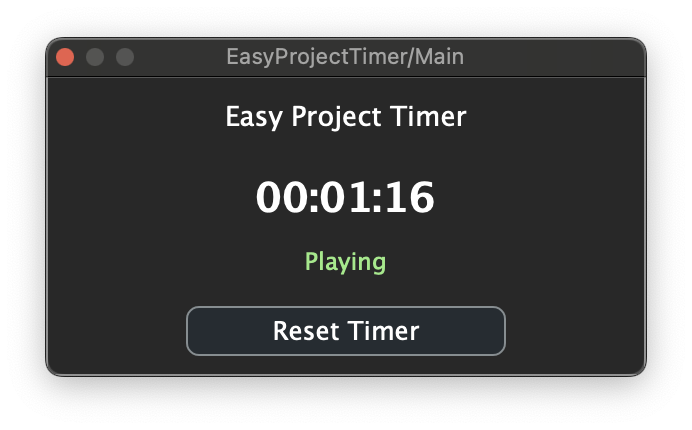 EasyProjectTimer/Main
Easy Project Timer
00:01:16
Playing
Reset Timer